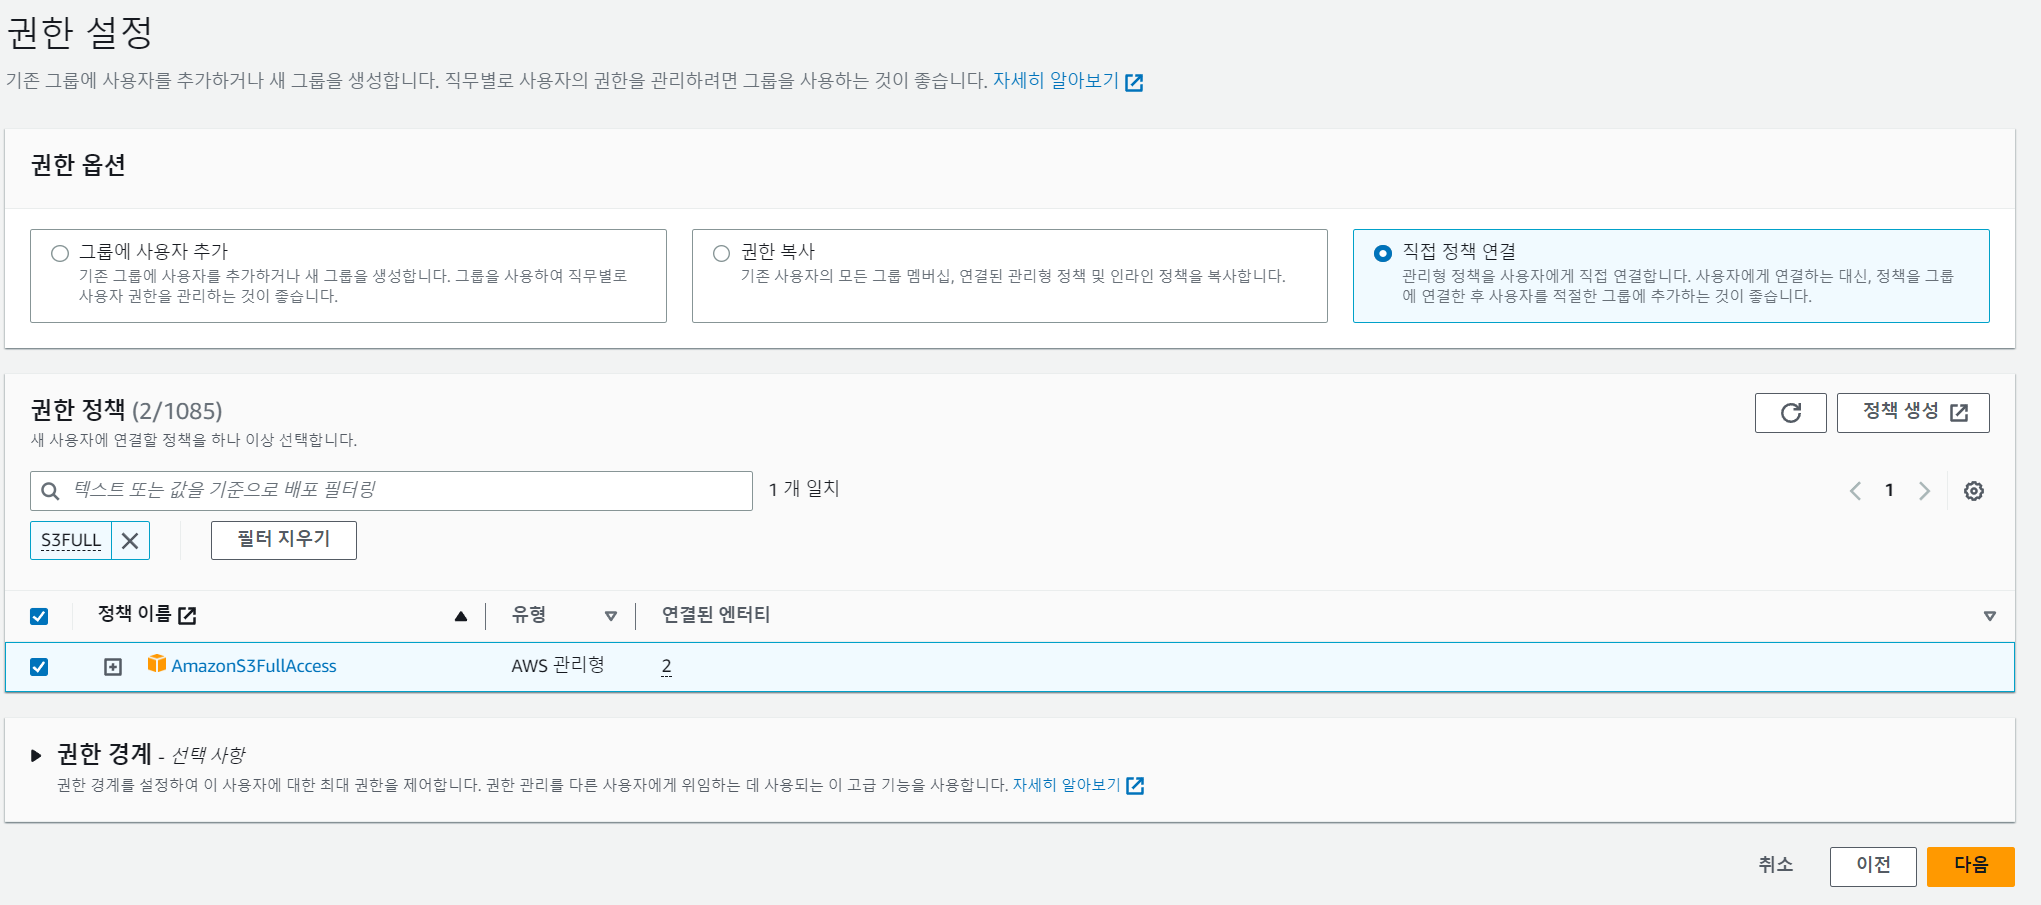 권한 설정
기존 그룹에 사용자를 추가하거나 새 그룹을 생성합니다. 직무별로 사용자의 권한을 관리하려면 그룹을 사용하는 것이 좋습니다. 자세히 알아보기
권한 옵션
그룹에 사용자 추가
기존 그룹에 사용자를 추가하거나 새 그룹을 생성합니다. 그룹을 사용하여 직무별로
사용자 권한을 관리하는 것이 좋습니다.
권한 복사
기존 사용자의 모든 그룹 멤버십, 연결된 관리형 정책 및 인라인 정책을 복사합니다.
직접 정책 연결
관리형 정책을 사용자에게 직접 연결합니다. 사용자에게 연결하는 대신, 정책을 그룹
에 연결한 후 사용자를 적절한 그룹에 추가하는 것이 좋습니다.
권한 정책 (2/1085)
새 사용자에 연결할 정책을 하나 이상 선택합니다.
정책 생성
텍스트 또는 값을 기준으로 배포 필터링
1 개 일치
1
S3FULL
필터 지우기
정책 이름
유형
연결된 엔터티
AmazonS3FullAccess
AWS 관리형
2
권한 경계 - 선택 사항
권한 경계를 설정하여 이 사용자에 대한 최대 권한을 제어합니다. 권한 관리를 다른 사용자에게 위임하는 데 사용되는 이 고급 기능을 사용합니다. 자세히 알아보기
취소
이전
다음